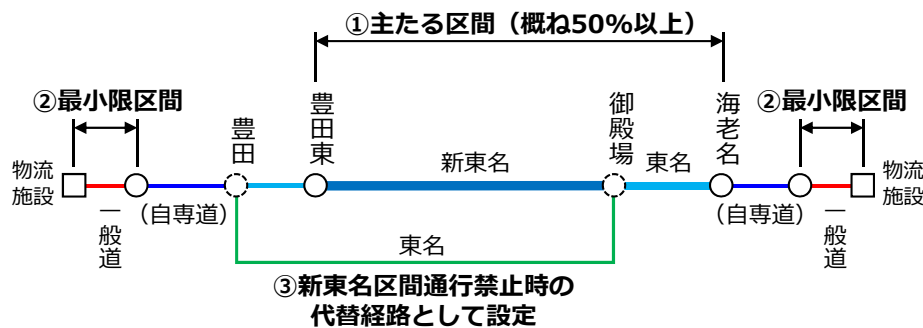 ①主たる区間（概ね50%以上）
②最小限区間
豊田
豊田東
御殿場
海老名
②最小限区間
物流
施設
新東名
東名
物流
施設
一般道
（自専道）
東名
（自専道）
一般道
③新東名区間通行禁止時の
代替経路として設定